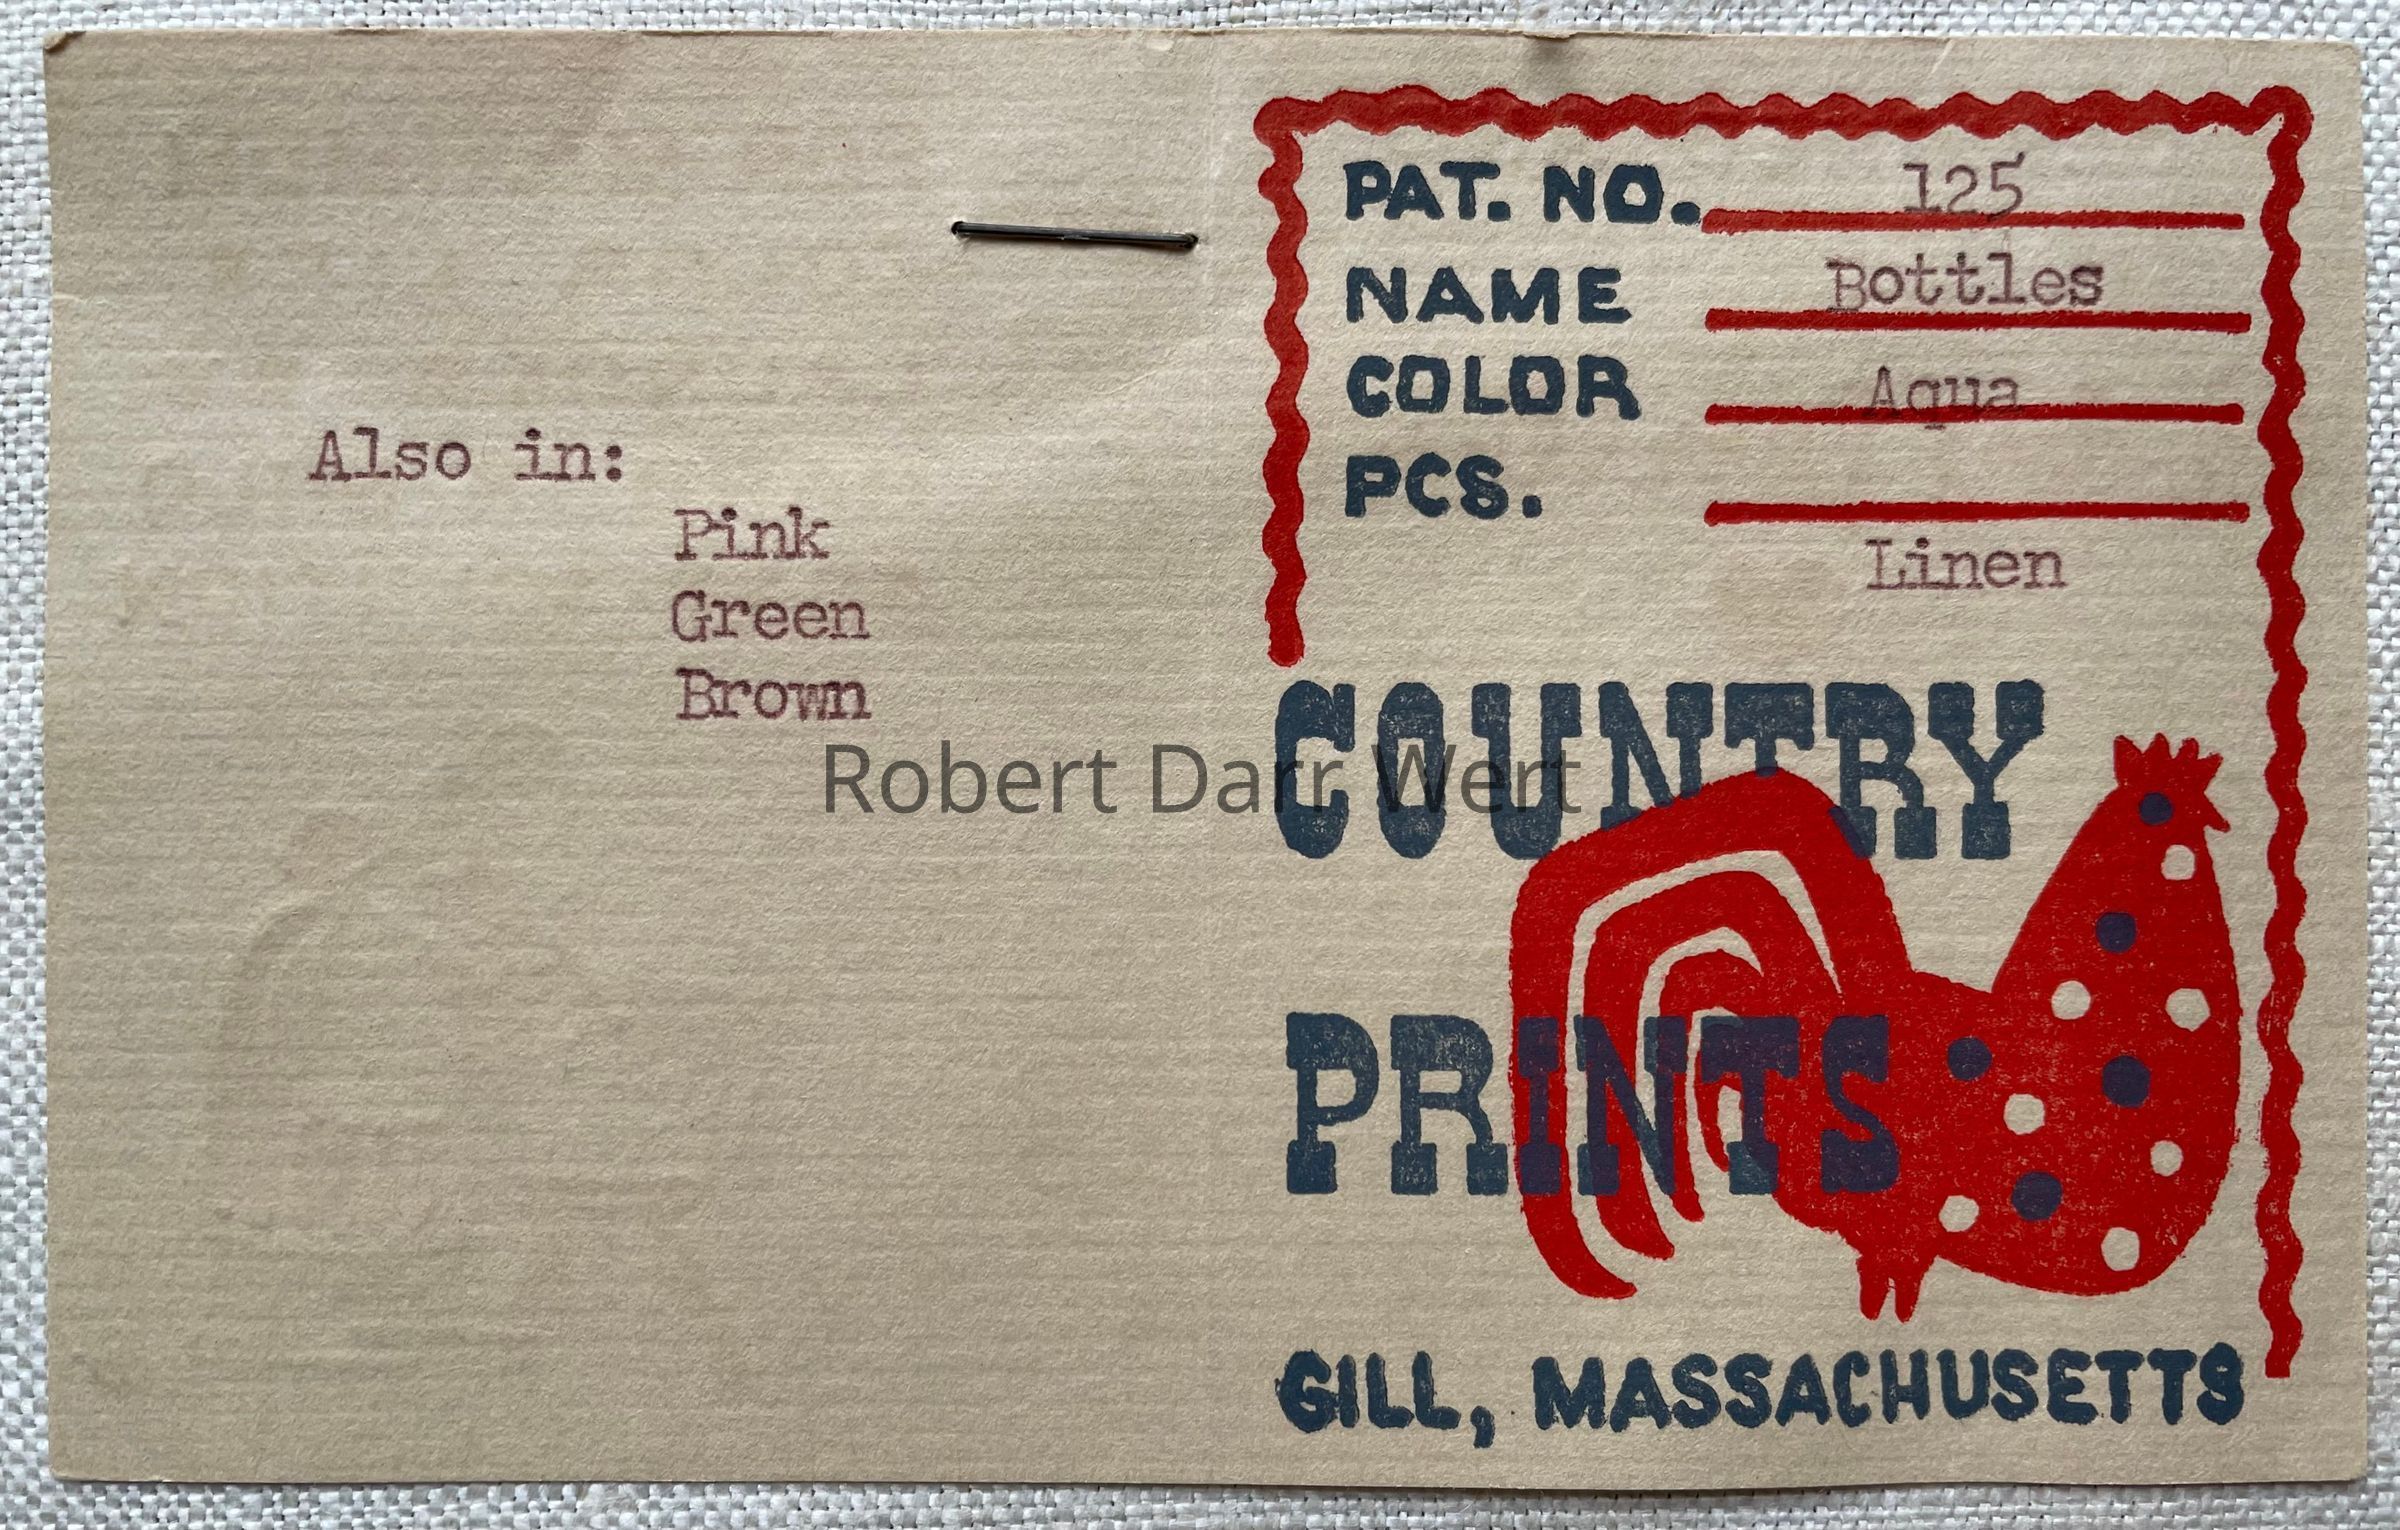 Also in:
Pink
Green
Brown
PAT. NO. 125
NAME Bottles
COLOR Aqua
PCS.
Linen
COUNTRY
PRINTS
GILL, MASSACHUSETTS
Robert Darr Wert